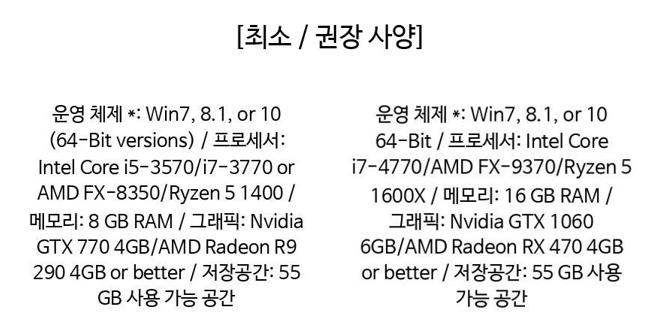 [최소 / 권장 사양]
운영 체제 *: Win7, 8.1, or 10
(64-Bit versions) / 프로세서:
Intel Core i5-3570/i7-3770 or
AMD FX-8350/Ryzen 5 1400 /
메모리: 8 GB RAM / 그래픽: Nvidia
GTX 770 4GB/AMD Radeon R9
290 4GB or better / 저장공간: 55
GB 사용 가능 공간
운영 체제 *: Win7, 8.1, or 10
64-Bit / 프로세서: Intel Core
i7-4770/AMD FX-9370/Ryzen 5
1600X / 메모리: 16 GB RAM /
그래픽: Nvidia GTX 1060
6GB/AMD Radeon RX 470 4GB
or better / 저장공간: 55 GB 사용
가능 공간